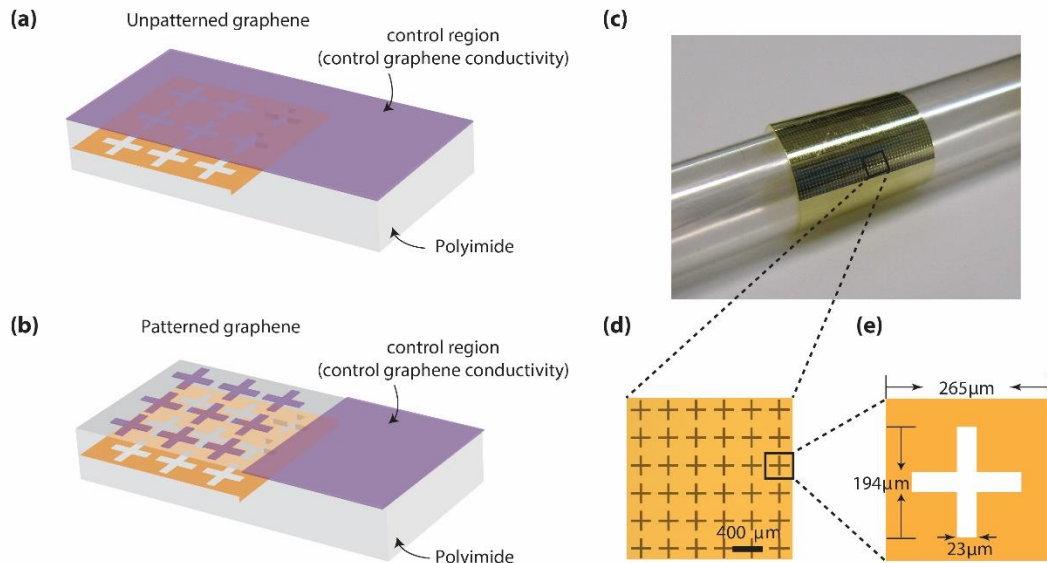 (a)
Unpatterned graphene
control region
(control graphene conductivity)
Polyimide
(b)
Patterned graphene
control region
(control graphene conductivity)
Polyimide
(c)
(d)
400 μm
(e)
265μm
194μm
23μm